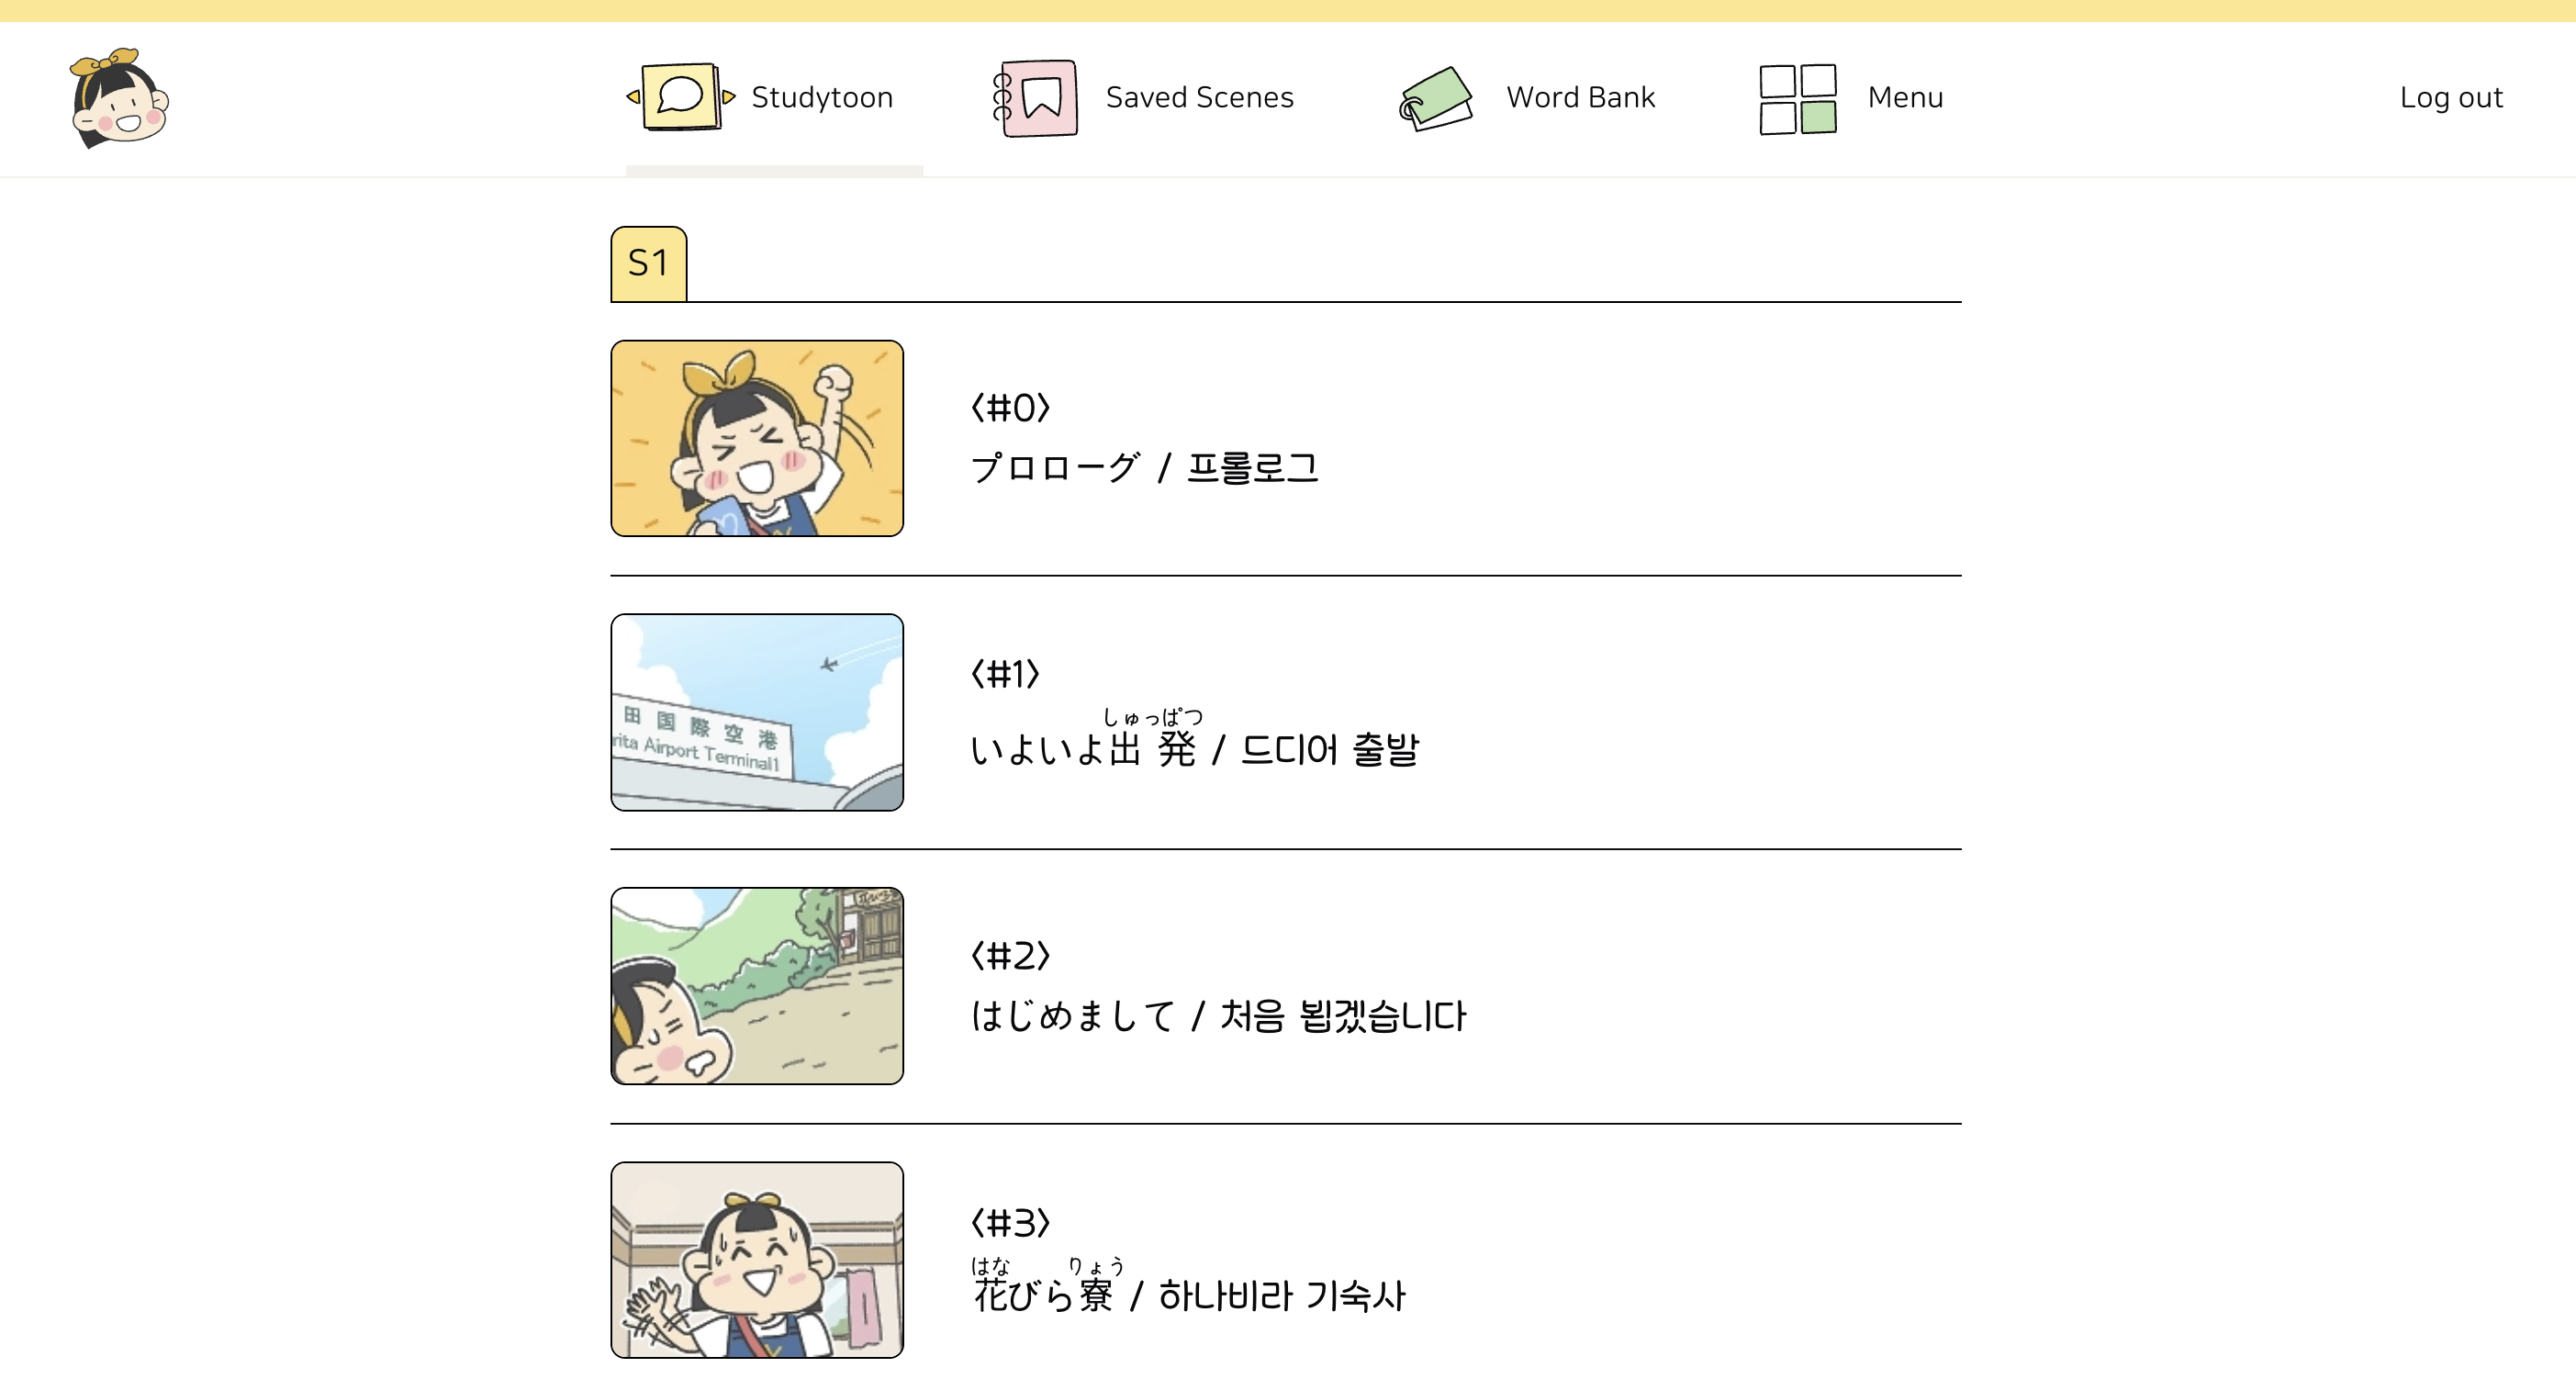 Studytoon
Saved Scenes
Word Bank
Menu
Log out
S1
〈#0〉
プロローグ / 프롤로그
田国際空港
rita Airport Terminal1
〈#1〉
しゅっぱつ
いよいよ出発 / 드디어 출발
〈#2〉
はじめまして / 처음 뵙겠습니다
〈#3〉
はな りょう
花びら寮 / 하나비라 기숙사